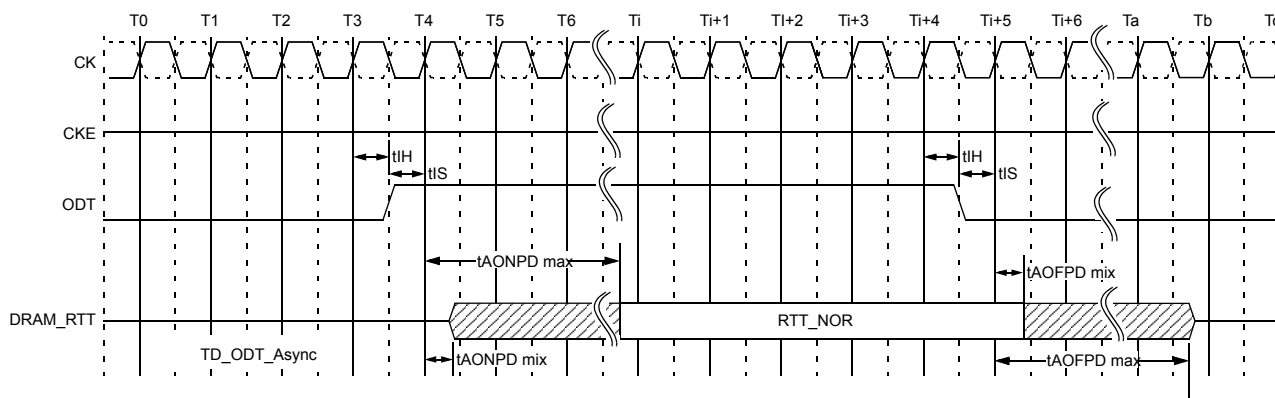 T0 T1 T2 T3 T4 T5 T6 Ti Ti+1 TI+2 Ti+3 Ti+4 Ti+5 Ti+6 Ta Tb
CK
CKE
tIH tIH
tIS tIS
ODT
tAONPD max
tAOFPD mix
DRAM_RTT
RTT_NOR
TD_ODT_Async
tAONPD mix
tAOFPD max